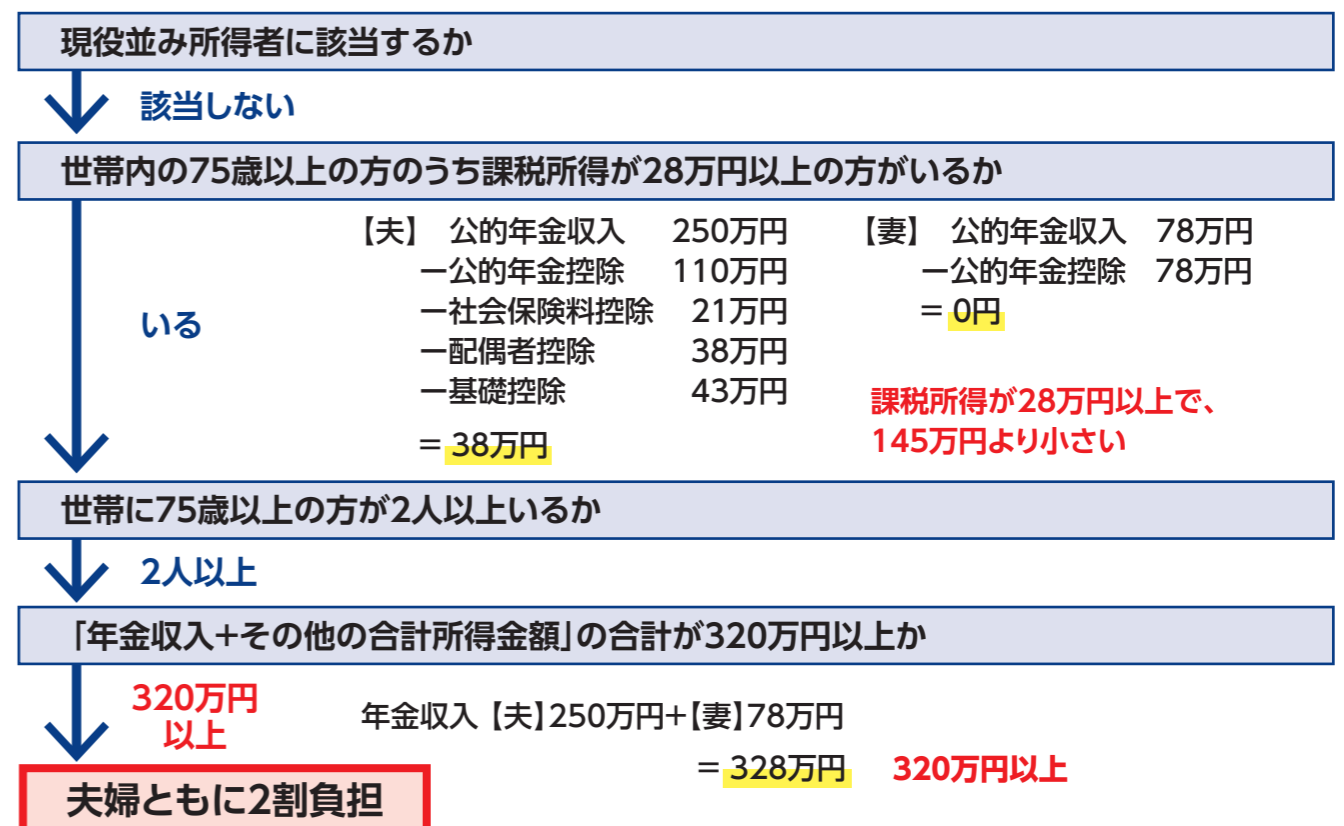 現役並み所得者に該当するか
該当しない
世帯内の75歳以上の方のうち課税所得が28万円以上の方がいるか
いる
【夫】 公的年金収入 250万円
ー公的年金控除 110万円
ー社会保険料控除 21万円
ー配偶者控除 38万円
ー基礎控除 43万円
= 38万円
【妻】 公的年金収入 78万円
ー公的年金控除 78万円
= 0円
課税所得が28万円以上で、
145万円より小さい
世帯に75歳以上の方が2人以上いるか
2人以上
「年金収入+その他の合計所得金額」の合計が320万円以上か
320万円
以上
年金収入【夫】250万円+【妻】78万円
= 328万円 320万円以上
夫婦ともに2割負担